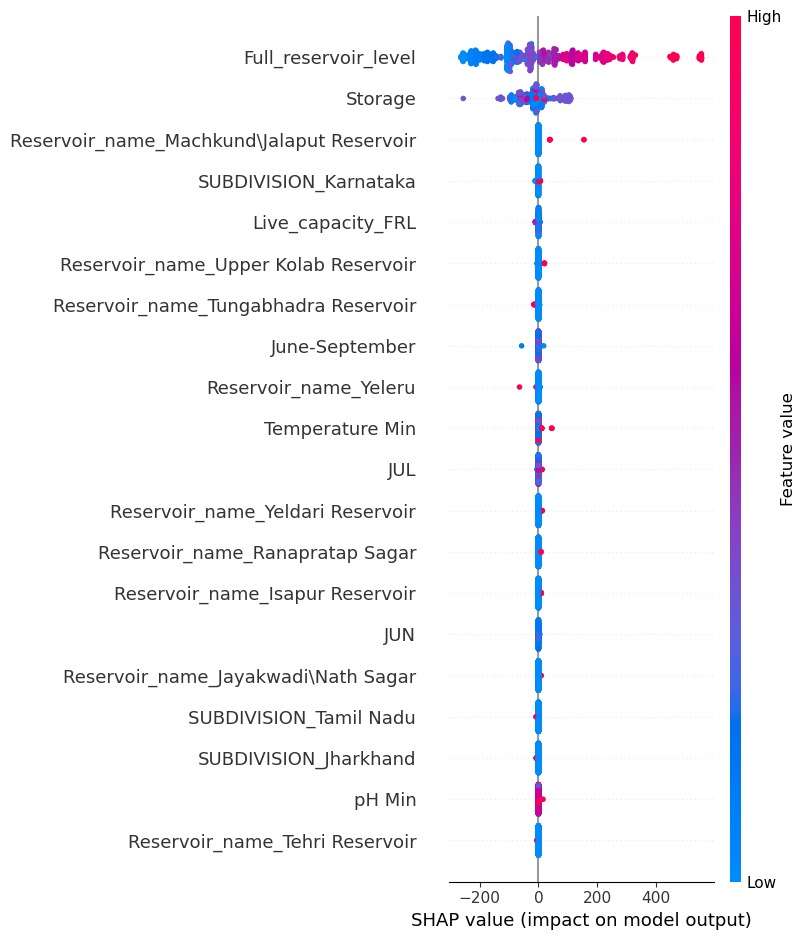 High
Full_reservoir_level
Storage
Reservoir_name_Machkund\Jalaput Reservoir
SUBDIVISION_Karnataka
Live_capacity_FRL
Reservoir_name_Upper Kolab Reservoir
Reservoir_name_Tungabhadra Reservoir
June-September
Reservoir_name_Yeleru
Temperature Min
JUL
Reservoir_name_Yeldari Reservoir
Reservoir_name_Ranapratap Sagar
Reservoir_name_Isapur Reservoir
JUN
Reservoir_name_Jayakwadi\Nath Sagar
SUBDIVISION_Tamil Nadu
SUBDIVISION_Jharkhand
pH Min
Reservoir_name_Tehri Reservoir
Feature value
Low
−200 0 200 400
SHAP value (impact on model output)